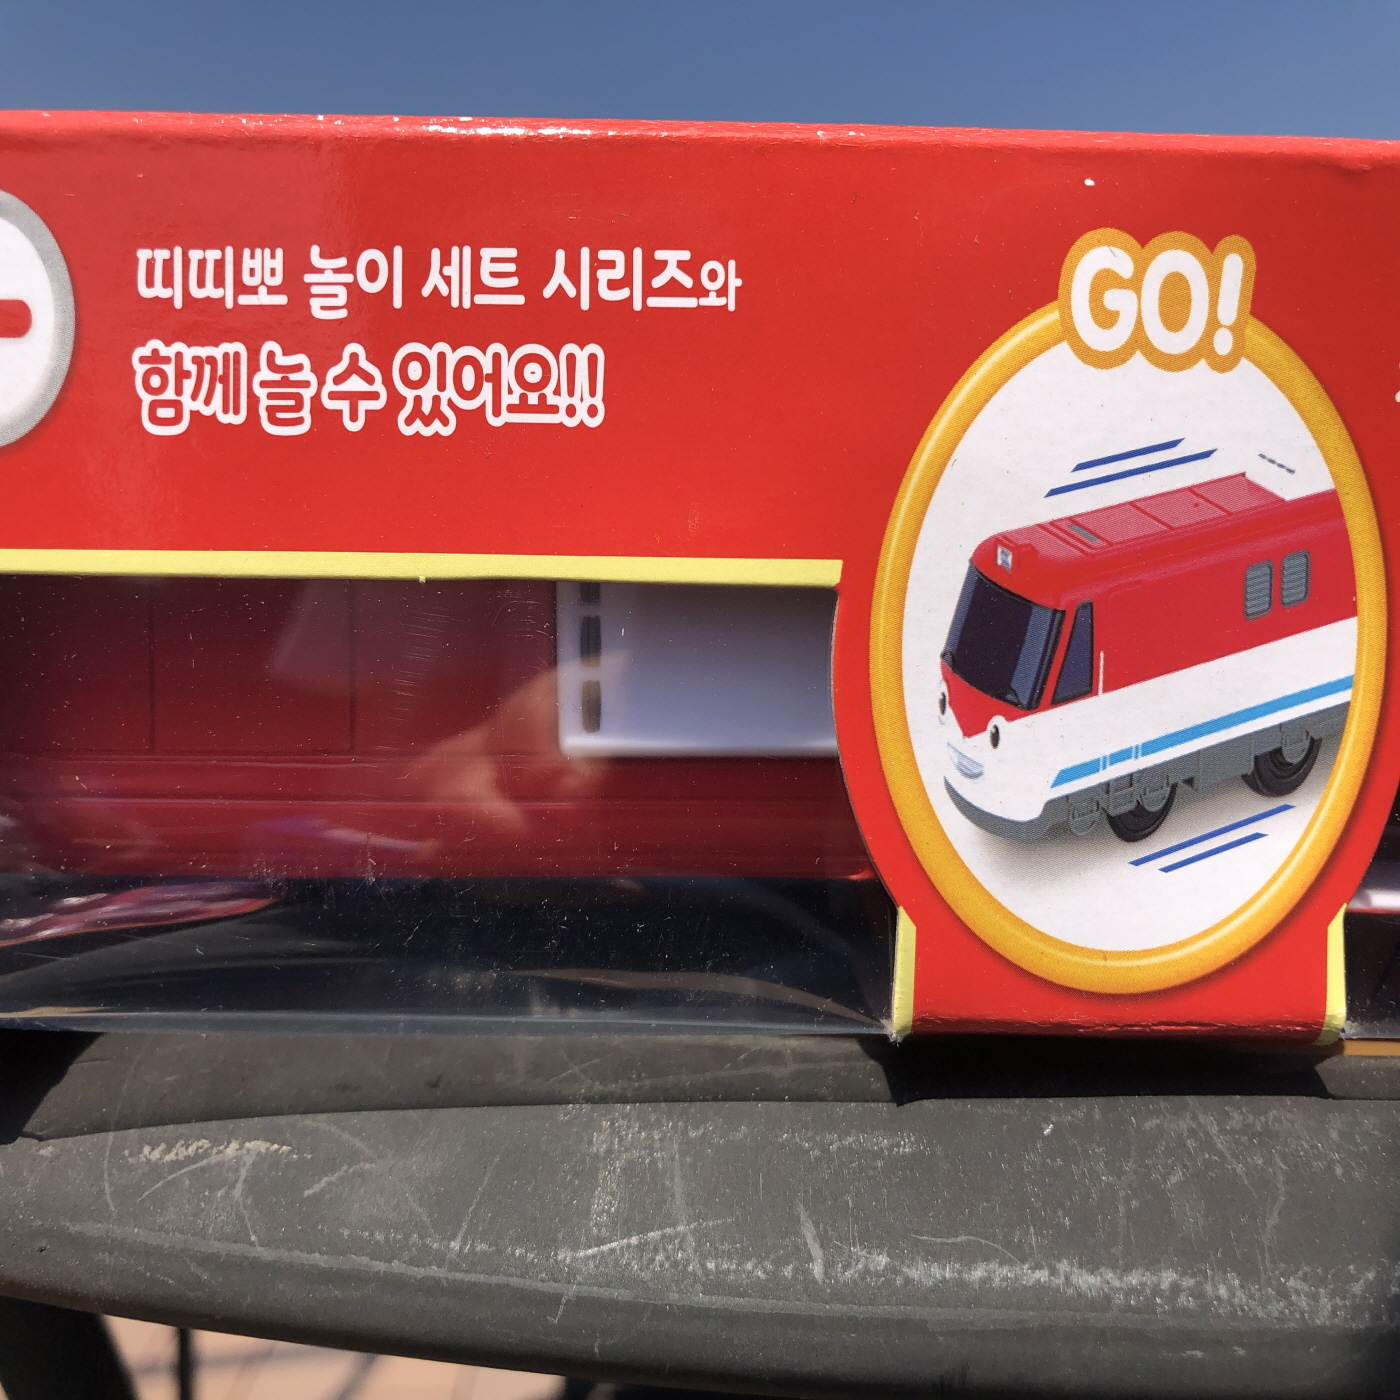 띠띠뽀 놀이 세트 시리즈와
함께 놀 수 있어요!!
GO!